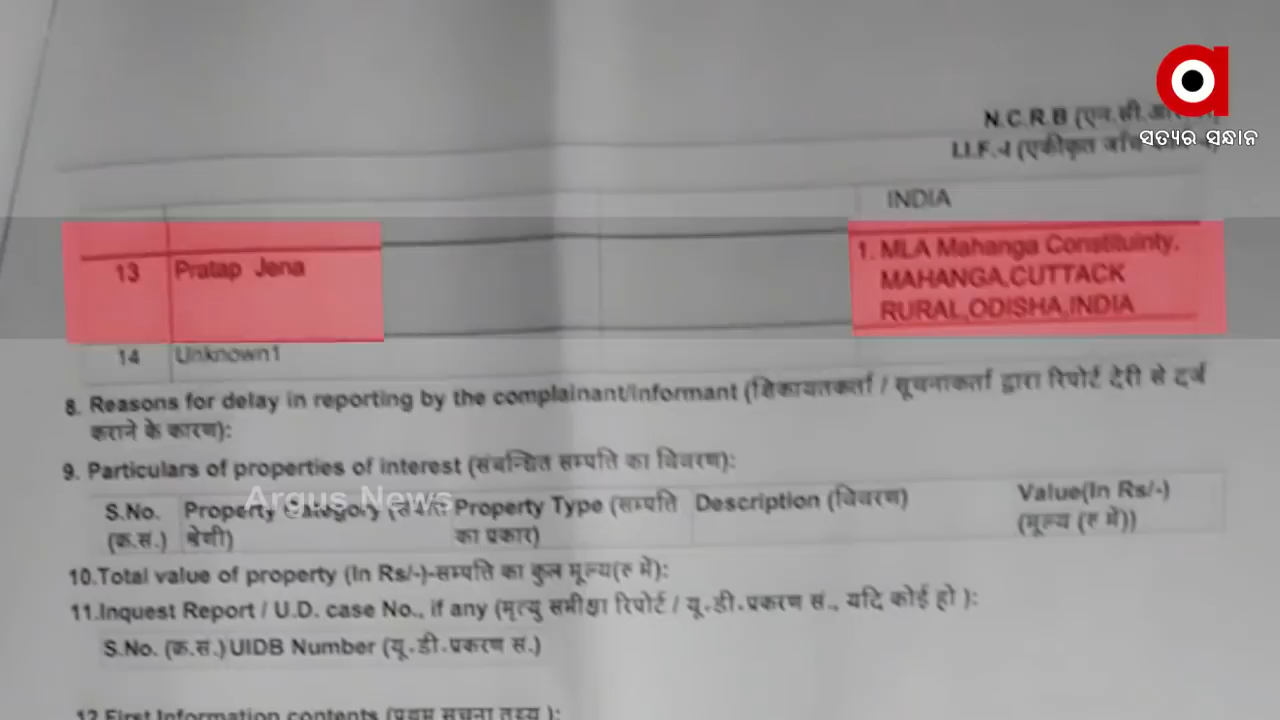 N.C.R.B (एन.सी.आर
ସତ୍ୟର ସନ୍ଧାନ
I.I.F.-I (एकीकृत जाँच
INDIA
13 Pratap Jena 1. MLA Mahanga Constituinty,
MAHANGA,CUTTACK
RURAL,ODISHA,INDIA
14 Unknown1
8. Reasons for delay in reporting by the complainant/informant (शिकायतकर्ता / सूचनाकर्ता द्वारा रिपोर्ट देरी से दर्ज
कराने के कारण):
9. Particulars of properties of interest (संबन्धित सम्पति का विवरण):
Argus News
S.No. Property Category Property Type (सम्पति Description (विवरण) Value(In Rs/-)
(क.सं.) श्रेणी) का प्रकार) (मूल्य (रु में))
10.Total value of property (In Rs/-)-सम्पति का कुल मूल्य(रु में):
11.Inquest Report / U.D. case No., if any (मृत्यु समीक्षा रिपोर्ट / यू.डी.प्रकरण सं., यदि कोई हो ):
S.No. (क.सं.) UIDB Number (यू.डी.प्रकरण सं.)
12.First Information contents (प्रथम सूचना तथ्य ):